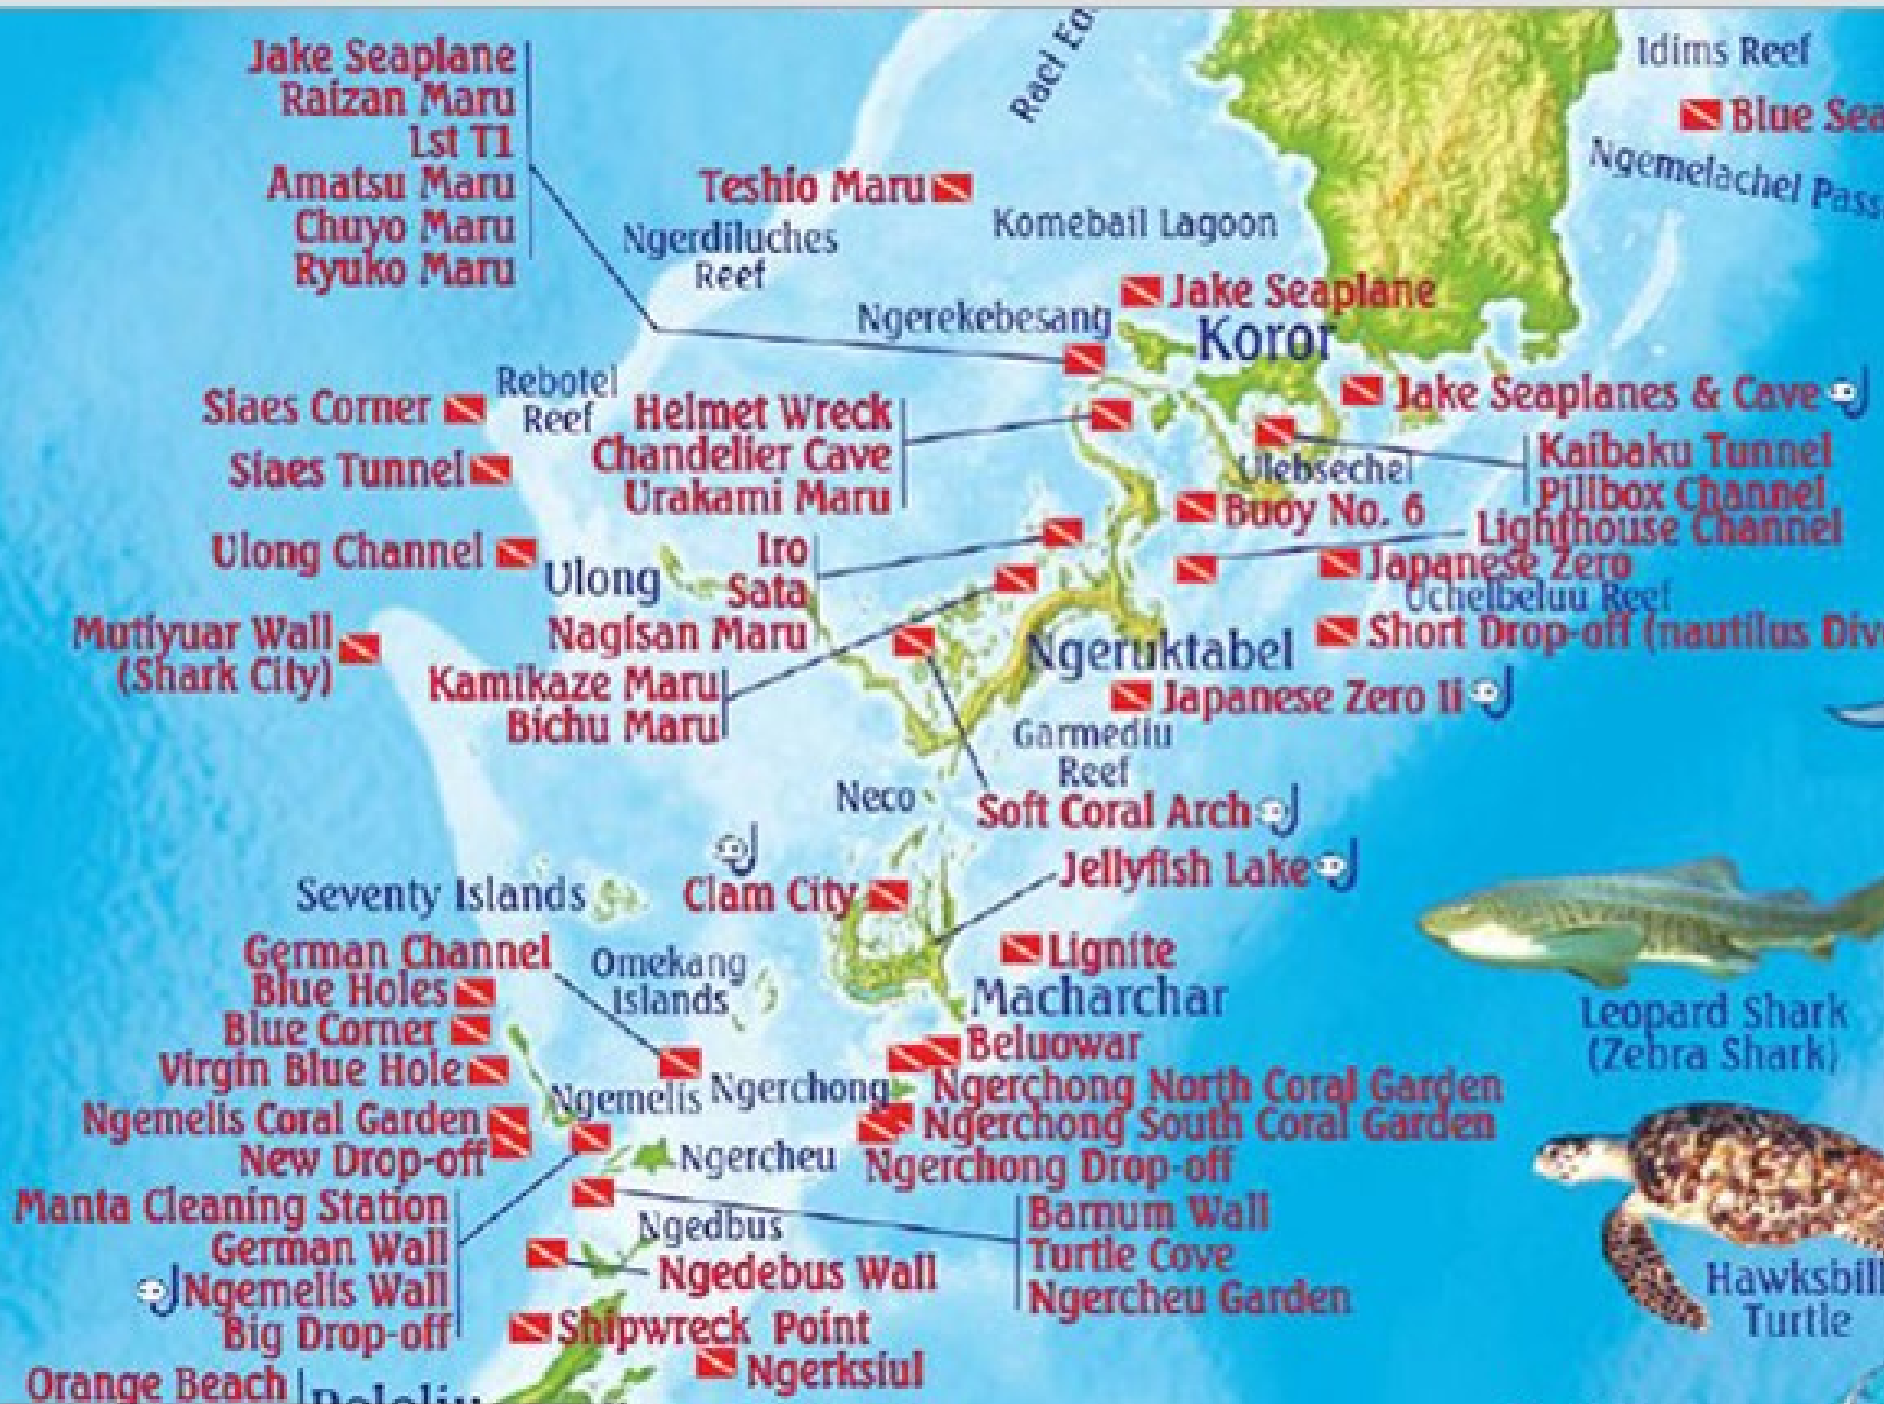 Jake Seaplane
Raizan Maru
Lst T1
Amatsu Maru
Chuyo Maru
Ryuko Maru
Idims Reef
Blue
Ngemelachel
Teshio Maru
Komebail Lagoon
Ngerdiluches
Reef
Jake Seaplane
Ngerekebesang
Koror
Siaes Corner
Rebotel
Reef
Helmet Wreck
Chandelier Cave
Urakami Maru
Jake Seaplanes & Cave
Siaes Tunnel
Kaibaku Tunnel
Pillbox Channel
Ulebsechel
Buoy No. 6
Lighthouse Channel
Ulong Channel
Ulong
Iro
Sata
Nagisan Maru
Japanese Zero
Uchelbeluu Reef
Short Drop-off (nautilus
Mutiyuar Wall
(Shark City)
Kamikaze Maru
Bichu Maru
Ngeruktabel
Japanese Zero Ii
Garmediu
Reef
Neco
Soft Coral Arch
Jellyfish Lake
Seventy Islands
Clam City
German Channel
Blue Holes
Blue Corner
Virgin Blue Hole
Omekang
Islands
Lignite
Macharchar
Leopard Shark
(Zebra Shark)
Beluowar
Ngemelis
Ngerchong
Ngerchong North Coral Garden
Ngerchong South Coral Garden
Ngerchong Drop-off
Ngemelis Coral Garden
New Drop-off
Ngercheu
Manta Cleaning Station
German Wall
Ngemelis Wall
Big Drop-off
Ngedbus
Ngedebus Wall
Barnum Wall
Turtle Cove
Ngercheu Garden
Hawksbill
Turtle
Shipwreck Point
Ngerksiul
Orange Beach